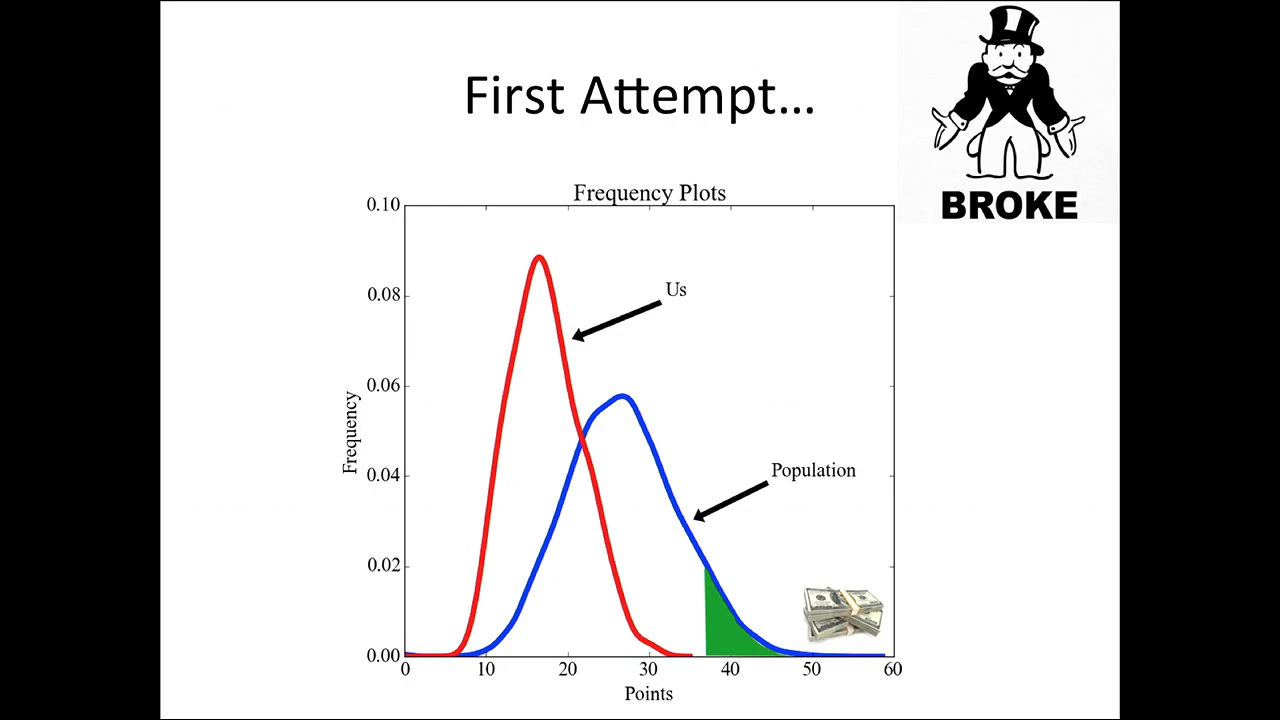 First Attempt...
BROKE
Frequency Plots
0.10
0.08
0.06
0.04
0.02
0.00
Frequency
Us
Population
0 10 20 30 40 50 60
Points